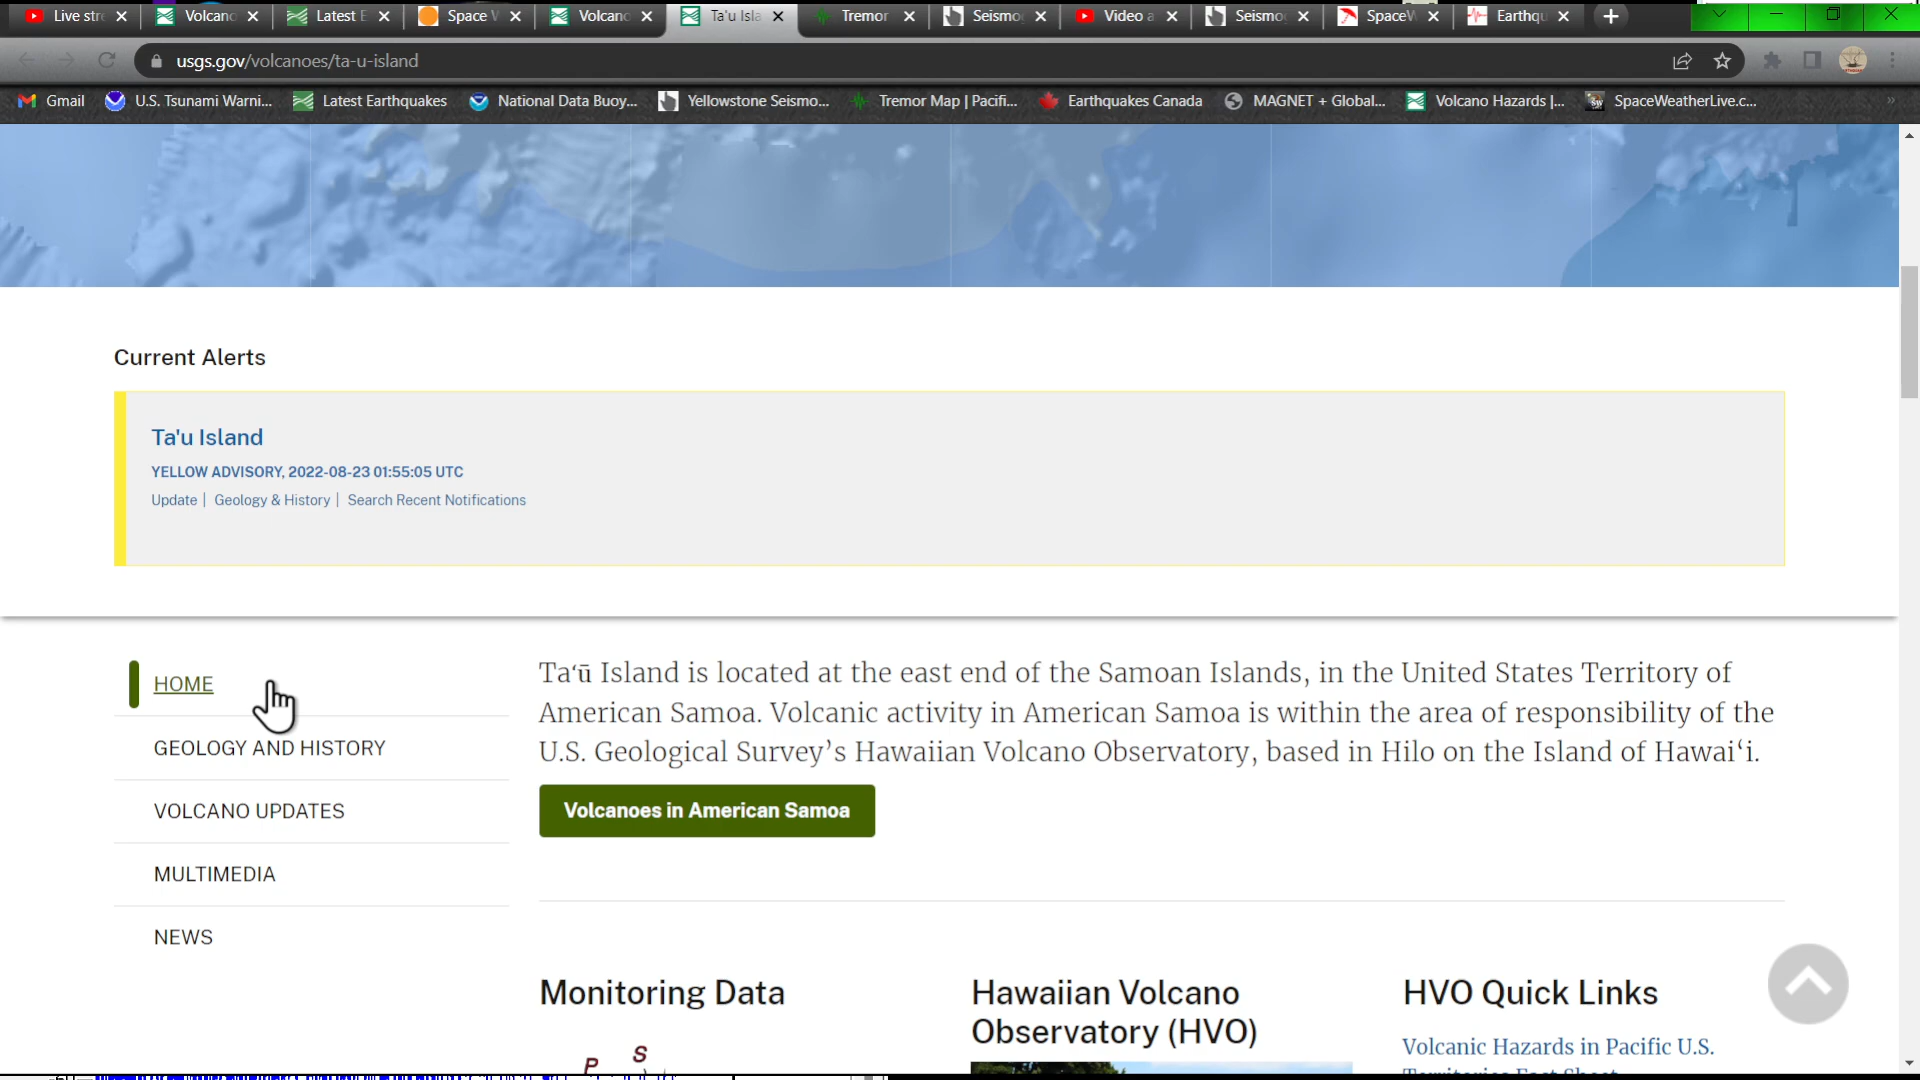 Live stre
Volcano
Latest E
Space W
Volcano
Ta'u Isla
Tremor
Seismo
Video a
Seismo
SpaceW
Earthqu
usgs.gov/volcanoes/ta-u-island
Gmail
U.S. Tsunami Warni...
Latest Earthquakes
National Data Buoy...
Yellowstone Seismo...
Tremor Map | Pacifi...
Earthquakes Canada
MAGNET + Global...
Volcano Hazards |...
SpaceWeatherLive.c...
Current Alerts
Ta'u Island
YELLOW ADVISORY, 2022-08-23 01:55:05 UTC
Update | Geology & History | Search Recent Notifications
HOME
GEOLOGY AND HISTORY
VOLCANO UPDATES
MULTIMEDIA
NEWS
Taʻū Island is located at the east end of the Samoan Islands, in the United States Territory of
American Samoa. Volcanic activity in American Samoa is within the area of responsibility of the
U.S. Geological Survey’s Hawaiian Volcano Observatory, based in Hilo on the Island of Hawaiʻi.
Volcanoes in American Samoa
Monitoring Data
P S
Hawaiian Volcano
Observatory (HVO)
HVO Quick Links
Volcanic Hazards in Pacific U.S.
Territories Fact Sheet